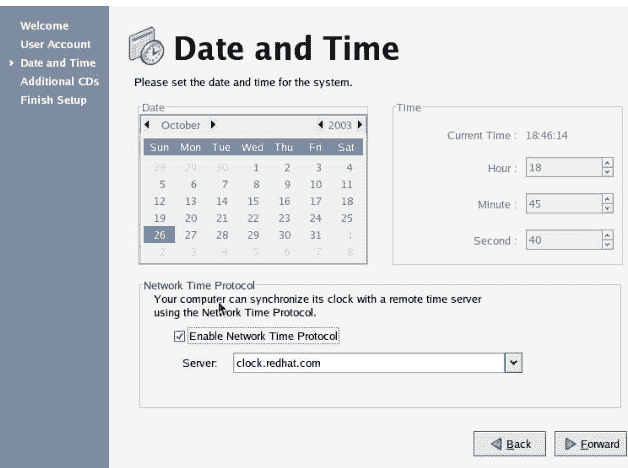 Welcome
User Account
Date and Time
Additional CDs
Finish Setup
Date and Time
Please set the date and time for the system.
Date
October 2003
Sun Mon Tue Wed Thu Fri Sat
28 29 30 1 2 3 4
5 6 7 8 9 10 11
12 13 14 15 16 17 18
19 20 21 22 23 24 25
26 27 28 29 30 31 1
2 3 4 5 6 7 8
Time
Current Time : 18:46:14
Hour : 18
Minute : 45
Second : 40
Network Time Protocol
Your computer can synchronize its clock with a remote time server
using the Network Time Protocol.
Enable Network Time Protocol
Server: clock.redhat.com
Back
Forward